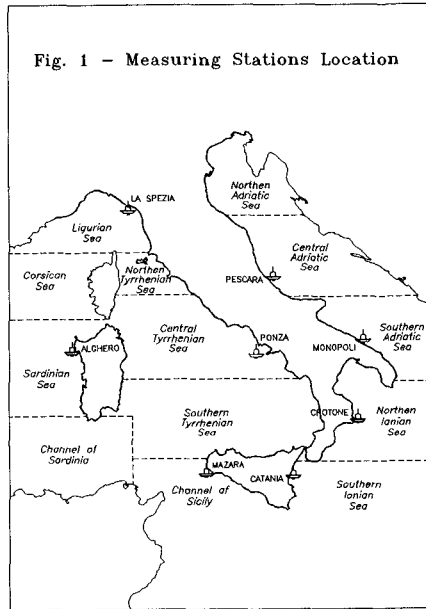 Fig. 1 - Measuring Stations Location
Northen
Adriatic
Sea
LA SPEZIA
Ligurian
Sea
Central
Adriatic
Sea
Corsican
Sea
Northen
Tyrrhenian
Sea
PESCARA
Central
Tyrrhenian
Sea
PONZA
Southern
Adriatic
Sea
MONOPOLI
ALGHERO
Sardinian
Sea
Southern
Tyrrhenian
Sea
CROTONE
Northen
Ionian
Sea
Channel of
Sardinia
MAZARA
CATANIA
Channel of
Sicily
Southern
Ionian
Sea